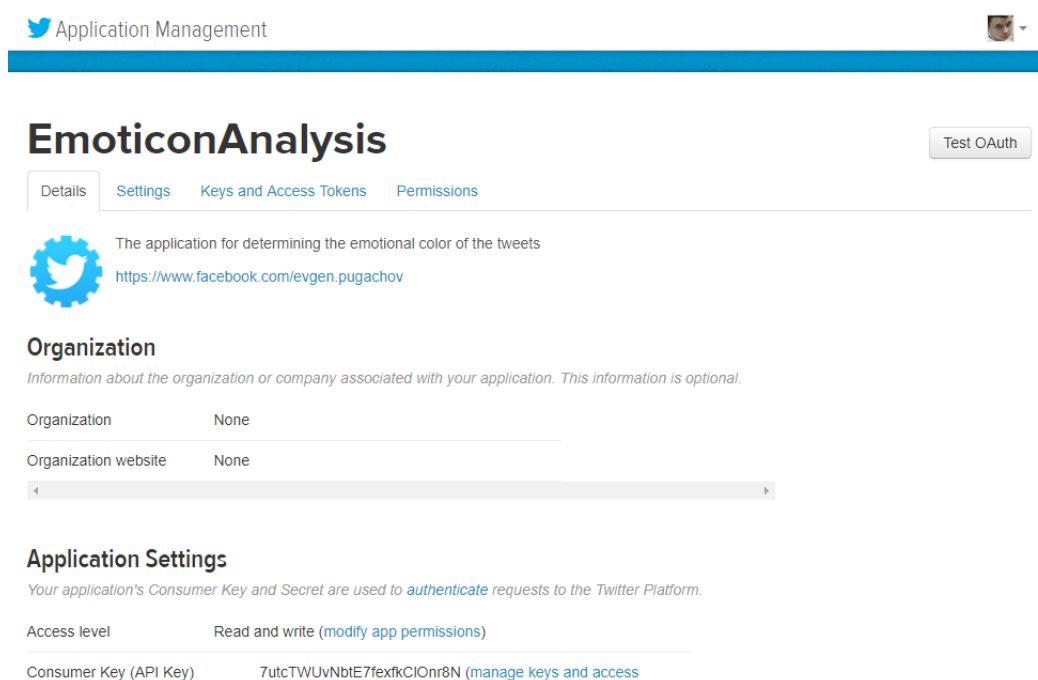 Application Management
EmoticonAnalysis
Test OAuth
Details Settings Keys and Access Tokens Permissions
The application for determining the emotional color of the tweets
https://www.facebook.com/evgen.pugachov
Organization
Information about the organization or company associated with your application. This information is optional.
Organization None
Organization website None
Application Settings
Your application's Consumer Key and Secret are used to authenticate requests to the Twitter Platform.
Access level Read and write (modify app permissions)
Consumer Key (API Key) 7utcTWUvNbtE7fexfkClOnr8N (manage keys and access